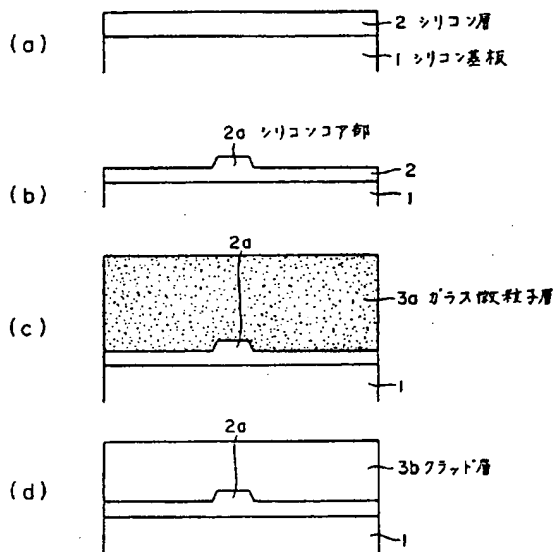 (a)
2 シリコン層
1 シリコン基板
(b)
2a シリコンコア部
2
1
(c)
2a
3a ガラス微粒子層
1
(d)
2a
3b クラッド層
1